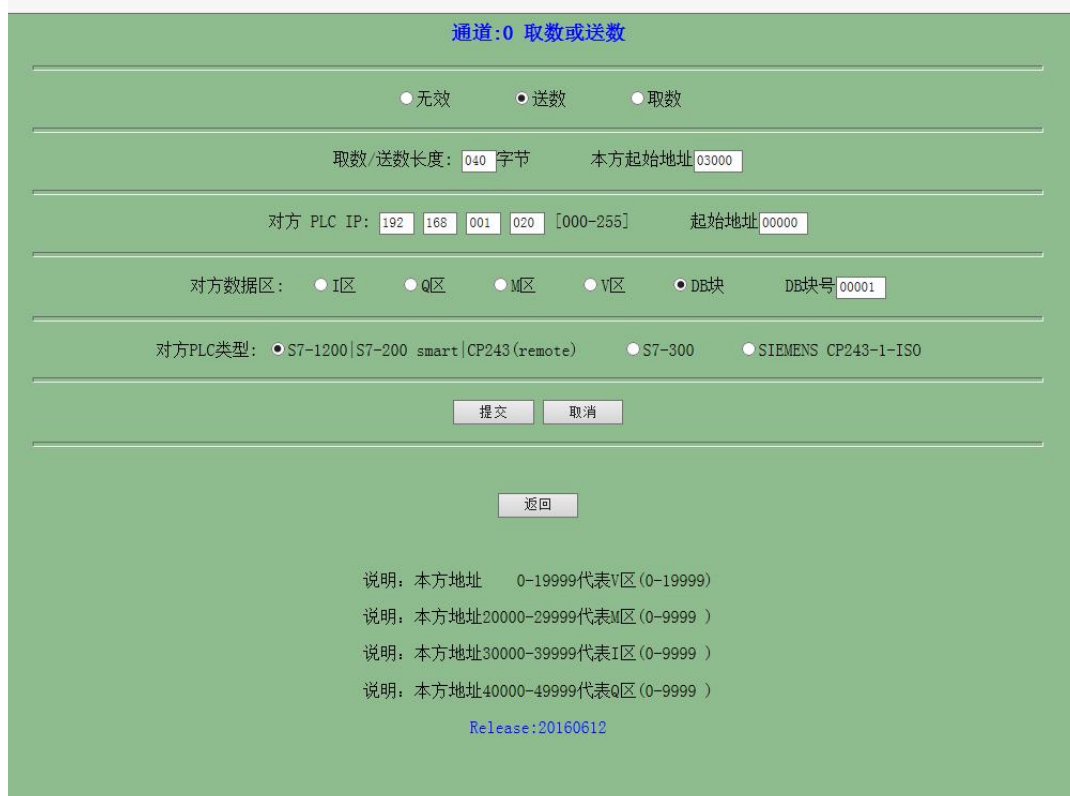 通道:0 取数或送数
无效 送数 取数
取数/送数长度: 040 字节 本方起始地址 03000
对方 PLC IP: 192 168 001 020 [000-255] 起始地址 00000
对方数据区: I区 Q区 M区 V区 DB块 DB块号 00001
对方PLC类型: S7-1200|S7-200 smart|CP243(remote) S7-300 SIEMENS CP243-1-ISO
提交 取消
返回
说明：本方地址 0-19999代表V区(0-19999)
说明：本方地址20000-29999代表M区(0-9999 )
说明：本方地址30000-39999代表I区(0-9999 )
说明：本方地址40000-49999代表Q区(0-9999 )
Release:20160612